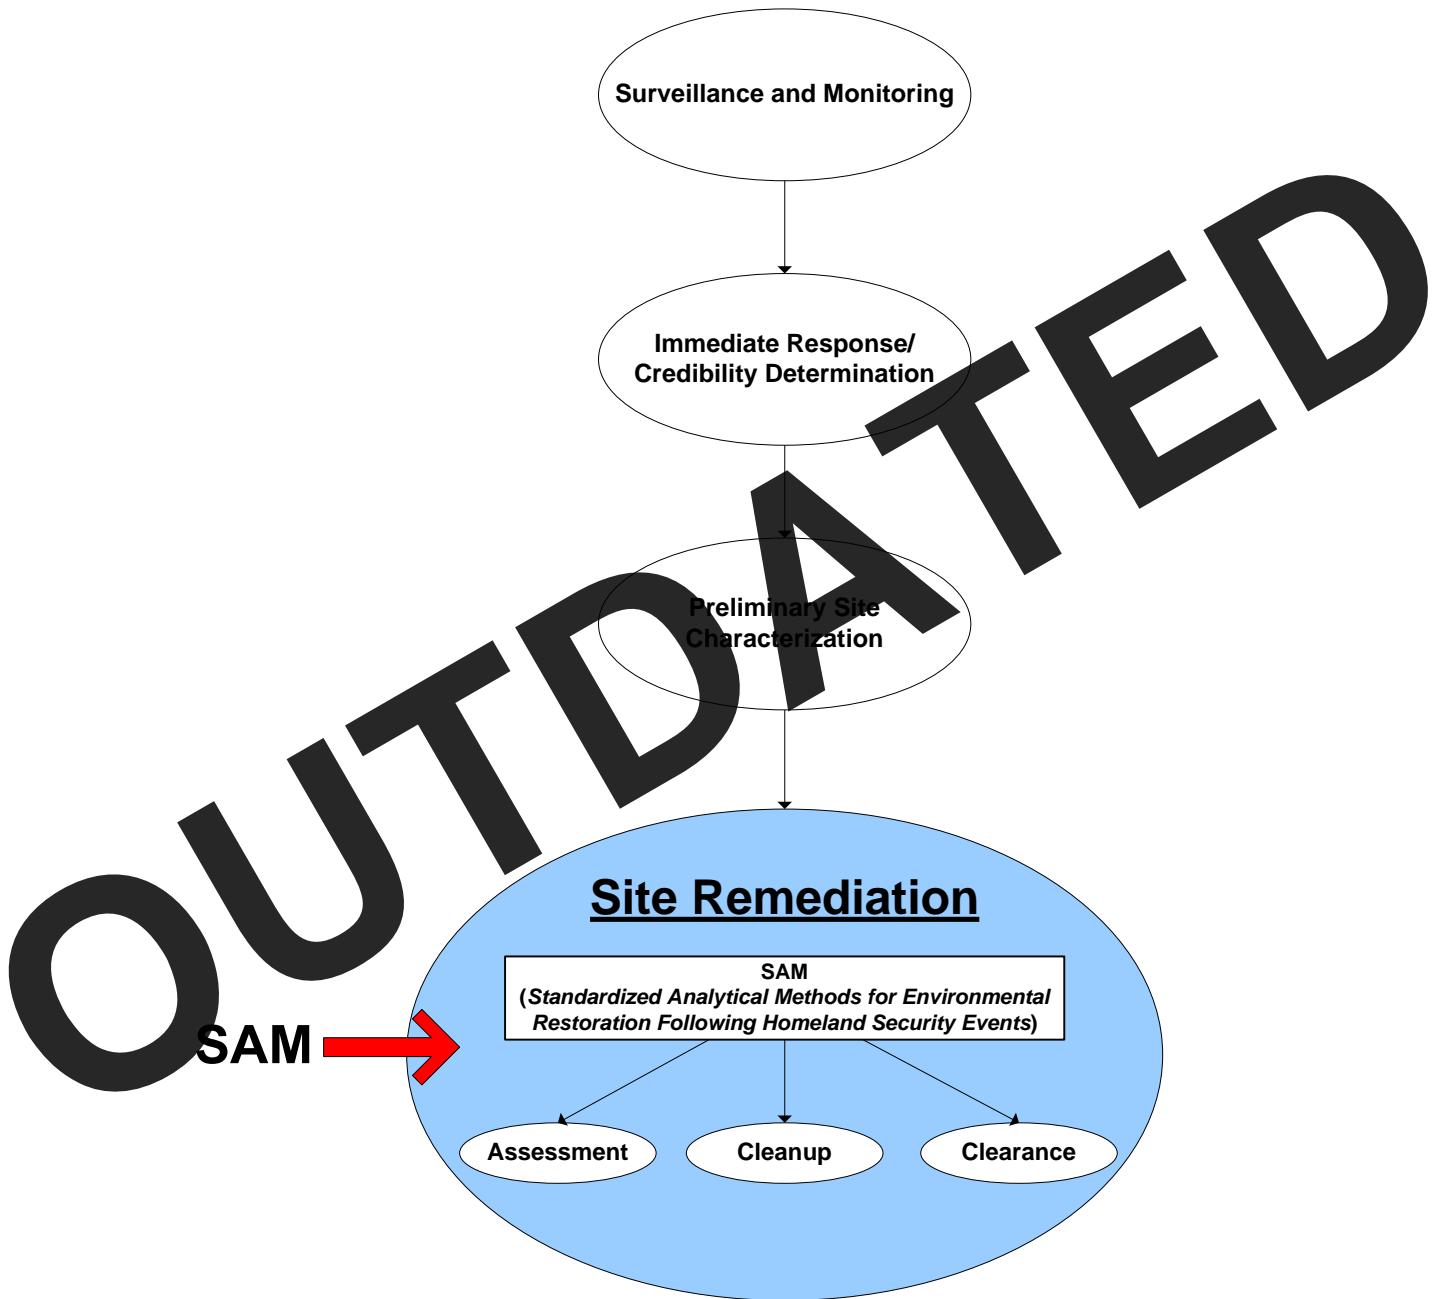 Surveillance and Monitoring
Immediate Response/
Credibility Determination
Preliminary Site
Characterization
OUTDATED
Site Remediation
SAM
(Standardized Analytical Methods for Environmental
Restoration Following Homeland Security Events)
SAM
Assessment
Cleanup
Clearance